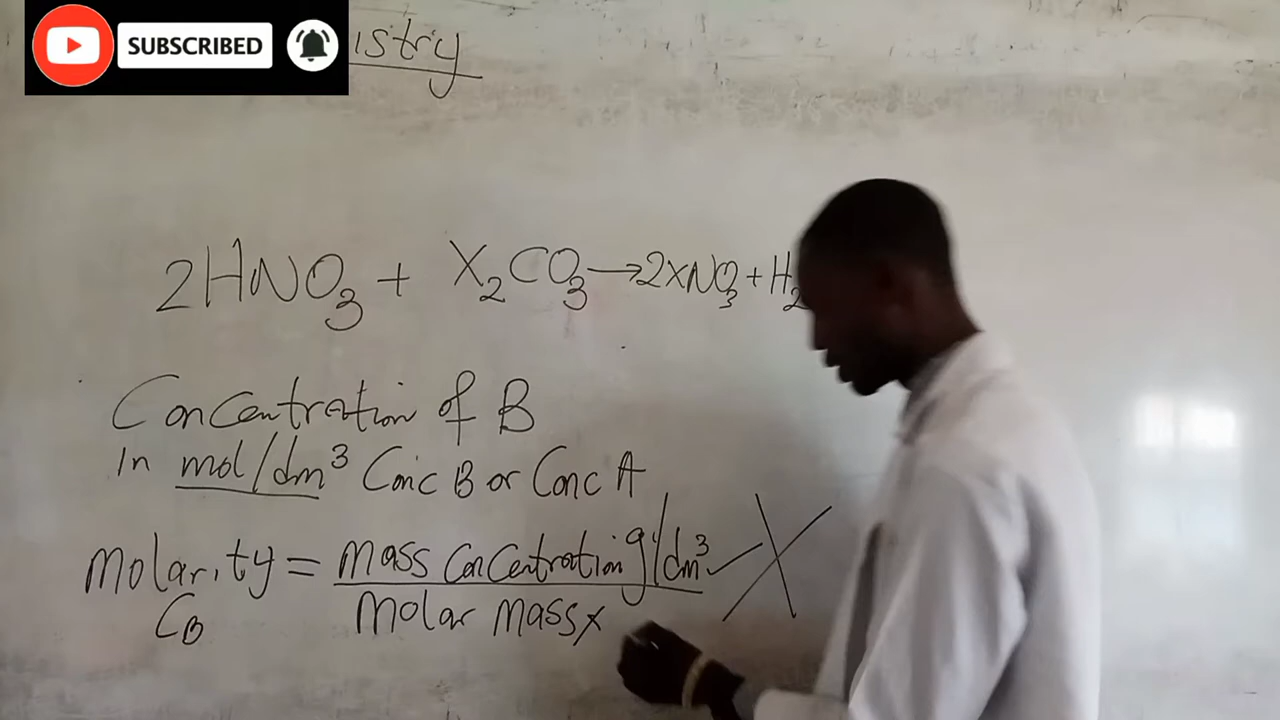 SUBSCRIBED
istry
2HNO₃ + X₂CO₃ → 2XNO₃ + H₂
Concentration of B
In mol/dm³ Conc B or Conc A
Molarity = Mass Concentration g/dm³ ✓ X
C_B Molar Mass x